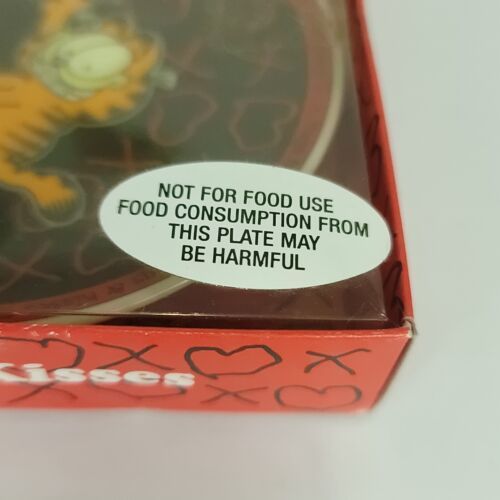 NOT FOR FOOD USE
FOOD CONSUMPTION FROM
THIS PLATE MAY
BE HARMFUL
Kisses